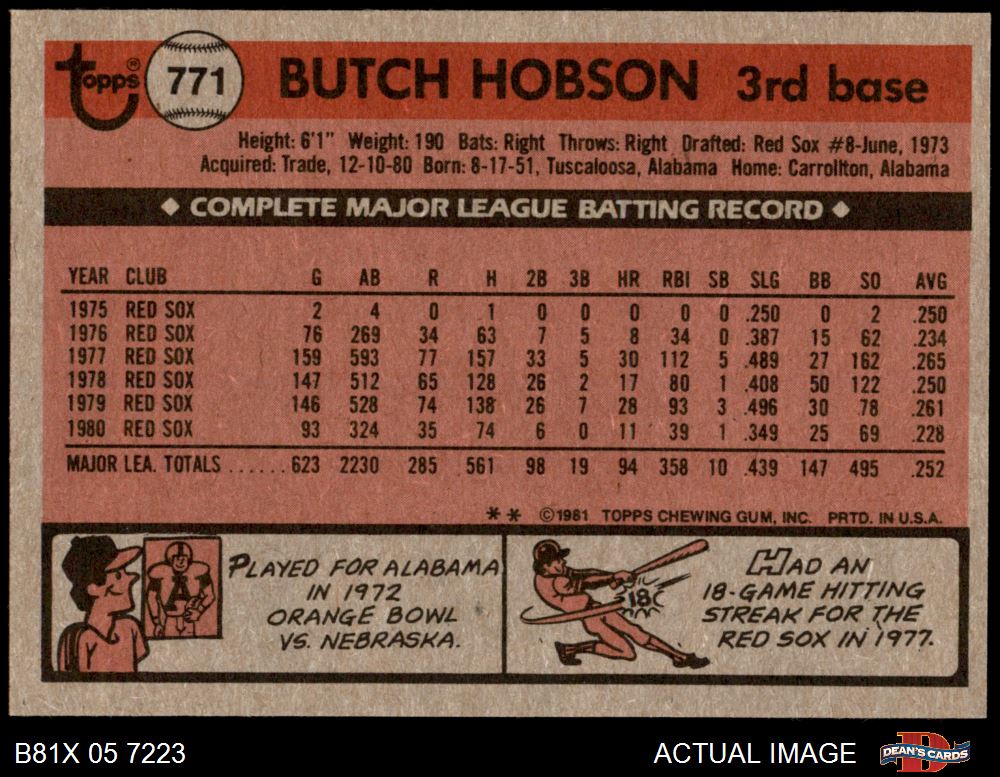 topps® 771 BUTCH HOBSON 3rd base
Height: 6'1" Weight: 190 Bats: Right Throws: Right Drafted: Red Sox #8-June, 1973
Acquired: Trade, 12-10-80 Born: 8-17-51, Tuscaloosa, Alabama Home: Carrollton, Alabama
◆ COMPLETE MAJOR LEAGUE BATTING RECORD ◆
YEAR CLUB G AB R H 2B 3B HR RBI SB SLG BB SO AVG
1975 RED SOX 2 4 0 1 0 0 0 0 0 .250 0 2 .250
1976 RED SOX 76 269 34 63 7 5 8 34 0 .387 15 62 .234
1977 RED SOX 159 593 77 157 33 5 30 112 5 .489 27 162 .265
1978 RED SOX 147 512 65 128 26 2 17 80 1 .408 50 122 .250
1979 RED SOX 146 528 74 138 26 7 28 93 3 .496 30 78 .261
1980 RED SOX 93 324 35 74 6 0 11 39 1 .349 25 69 .228
MAJOR LEA. TOTALS ...... 623 2230 285 561 98 19 94 358 10 .439 147 495 .252
** ©1981 TOPPS CHEWING GUM, INC. PRTD. IN U.S.A.
A
PLAYED FOR ALABAMA
IN 1972
ORANGE BOWL
VS. NEBRASKA.
18
HAD AN
18-GAME HITTING
STREAK FOR THE
RED SOX IN 1977.
B81X 05 7223 ACTUAL IMAGE DEAN'S CARDS